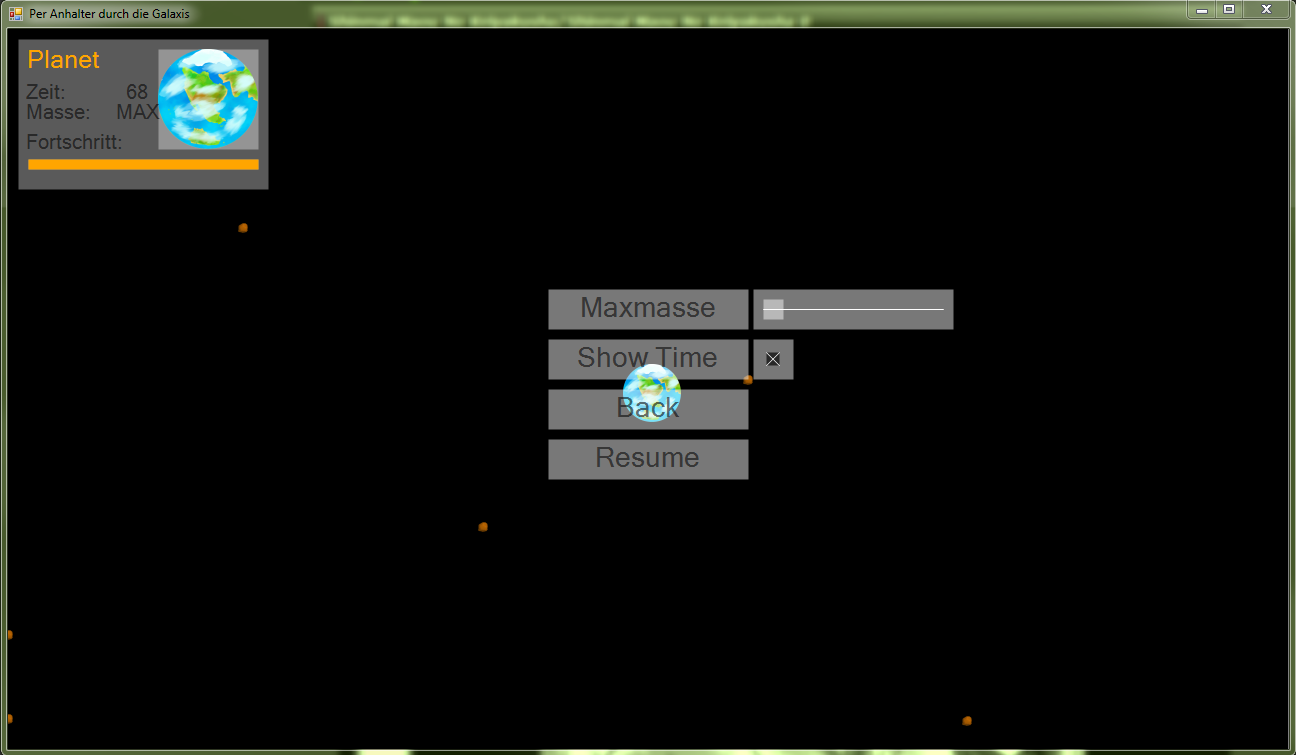 Per Anhalter durch die Galaxis
Planet
Zeit: 68
Masse: MAX
Fortschritt:
Maxmasse
Show Time
Back
Resume